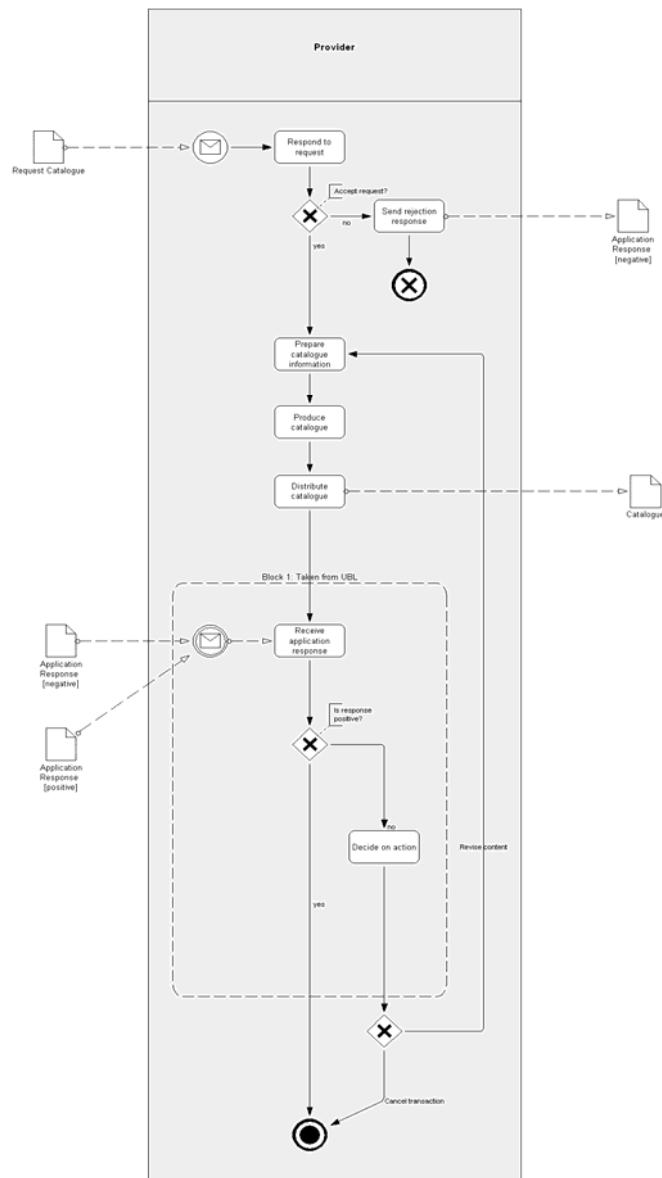 Provider
Respond to
request
Request Catalogue
Accept request?
no
Send rejection
response
Application
Response
[negative]
yes
Prepare
catalogue
information
Produce
catalogue
Distribute
catalogue
Catalogue
Block 1: Taken from UBL
Receive
application
response
Application
Response
[negative]
Is response
positive?
Application
Response
[positive]
no
Decide on action
Revise content
yes
Cancel transaction